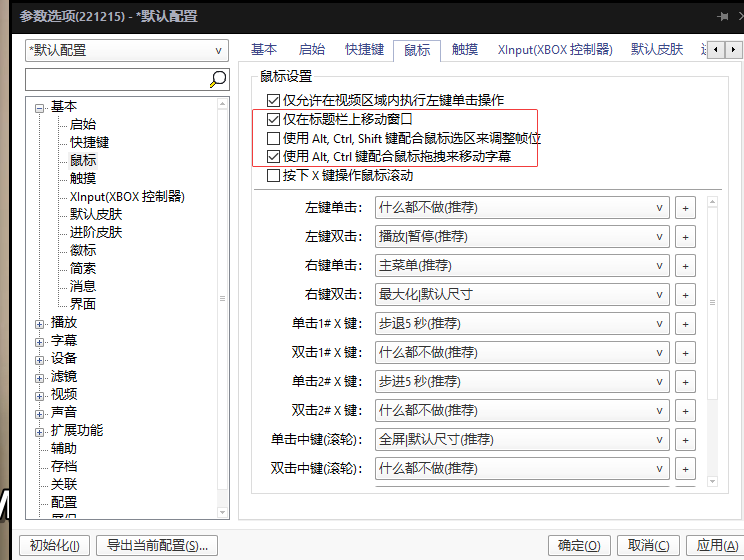 参数选项(221215) - *默认配置
*默认配置
基本
启始
快捷键
鼠标
触摸
XInput(XBOX 控制器)
默认皮肤
进阶皮肤
徽标
简索
消息
界面
播放
字幕
设备
滤镜
视频
声音
扩展功能
辅助
存档
关联
配置
基本 启始 快捷键 鼠标 触摸 XInput(XBOX 控制器) 默认皮肤
鼠标设置
仅允许在视频区域内执行左键单击操作
仅在标题栏上移动窗口
使用 Alt, Ctrl, Shift 键配合鼠标选区来调整帧位
使用 Alt, Ctrl 键配合鼠标拖拽来移动字幕
按下 X 键操作鼠标滚动
左键单击: 什么都不做(推荐) +
左键双击: 播放|暂停(推荐) +
右键单击: 主菜单(推荐) +
右键双击: 最大化|默认尺寸 +
单击1# X 键: 步退5 秒(推荐) +
双击1# X 键: 什么都不做(推荐) +
单击2# X 键: 步进5 秒(推荐) +
双击2# X 键: 什么都不做(推荐) +
单击中键(滚轮): 全屏|默认尺寸(推荐) +
双击中键(滚轮): 什么都不做(推荐) +
初始化(I) 导出当前配置(S)... 确定(O) 取消(C) 应用(A)